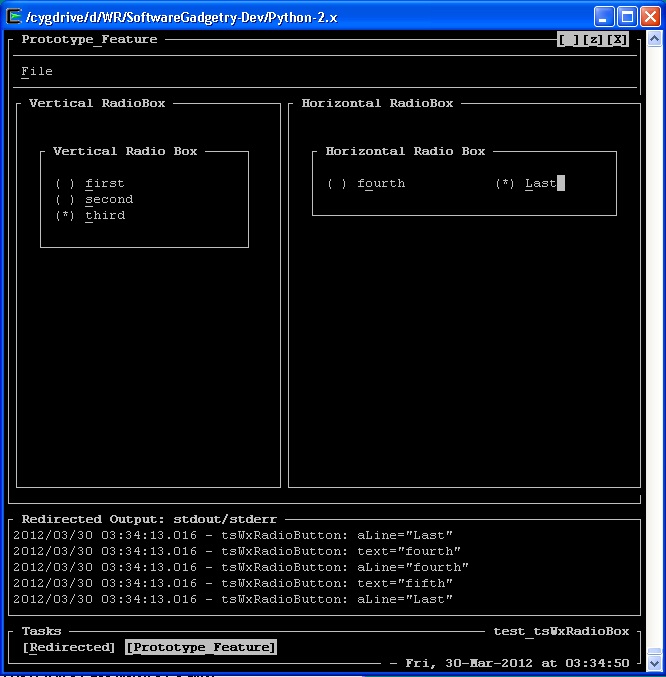 /cygdrive/d/WR/SoftwareGadgetry-Dev/Python-2.x
Prototype_Feature [_][z][X]
File
Vertical RadioBox Horizontal RadioBox
Vertical Radio Box Horizontal Radio Box
( ) first ( ) fourth (*) Last
( ) second
(*) third
Redirected Output: stdout/stderr
2012/03/30 03:34:13.016 - tsWxRadioButton: aLine="Last"
2012/03/30 03:34:13.016 - tsWxRadioButton: text="fourth"
2012/03/30 03:34:13.016 - tsWxRadioButton: aLine="fourth"
2012/03/30 03:34:13.016 - tsWxRadioButton: text="fifth"
2012/03/30 03:34:13.016 - tsWxRadioButton: aLine="Last"
Tasks test_tsWxRadioBox
[Redirected] [Prototype_Feature]
- Fri, 30-Mar-2012 at 03:34:50